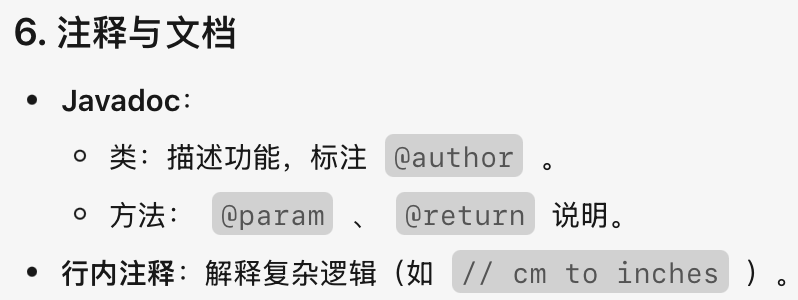 6. 注释与文档
• Javadoc：
○ 类：描述功能，标注 @author 。
○ 方法： @param 、 @return 说明。
• 行内注释：解释复杂逻辑（如 // cm to inches ）。